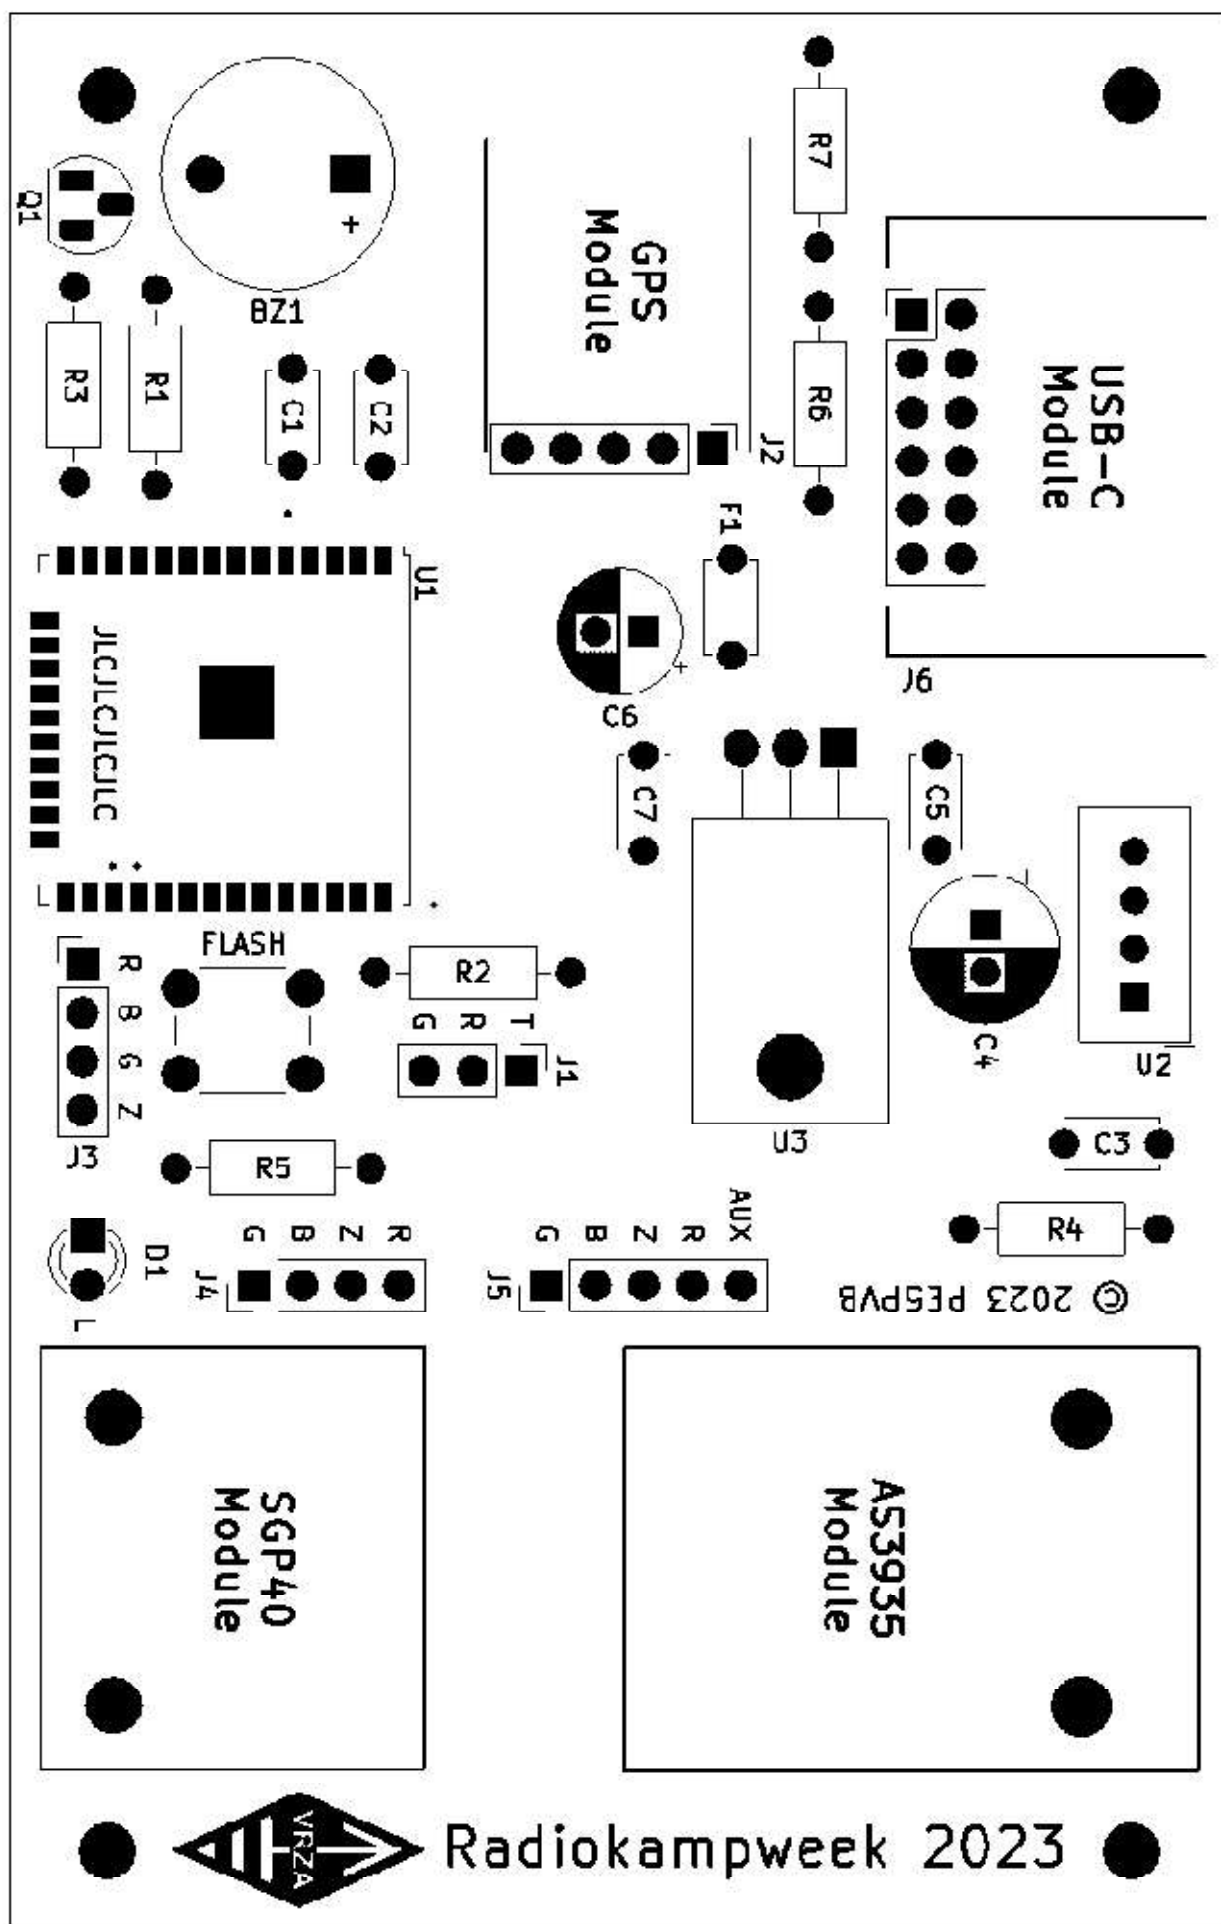 R7
Q1
+
GPS
Module
BZ1
R3
R1
C1
C2
R6
J2
USB-C
Module
F1
U1
+
C6
J6
JLCJLCJLCJLC
C7
C5
FLASH
R
B
G
Z
J3
R2
G
R
T
J1
C4
U2
U3
C3
R5
D1
G
B
Z
R
J4
G
B
Z
R
AUX
J5
R4
© 2023 PE5PVB
L
SGP40
Module
AS3935
Module
VRZA
Radiokampweek 2023